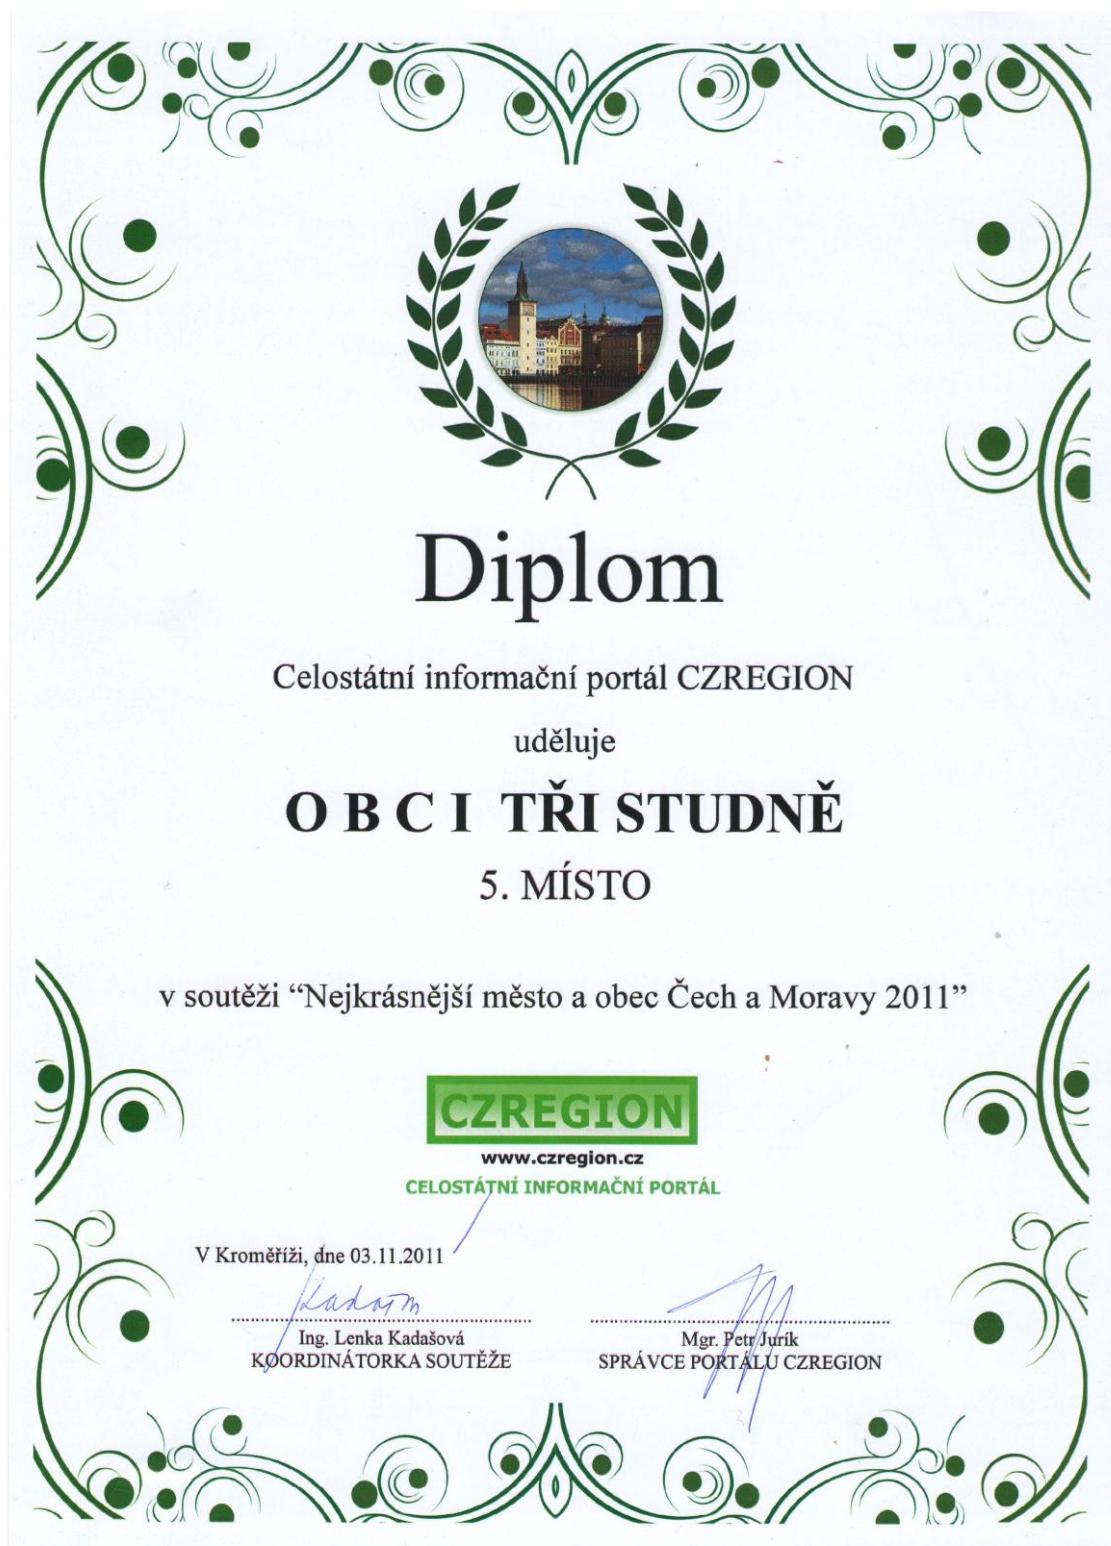 Diplom
Celostátní informační portál CZREGION
uděluje
O B C I TŘI STUDNĚ
5. MÍSTO
v soutěži “Nejkrásnější město a obec Čech a Moravy 2011”
CZREGION
www.czregion.cz
CELOSTÁTNÍ INFORMAČNÍ PORTÁL
V Kroměříži, dne 03.11.2011
Ing. Lenka Kadašová
KOORDINÁTORKA SOUTĚŽE
Mgr. Petr Juřík
SPRÁVCE PORTÁLU CZREGION